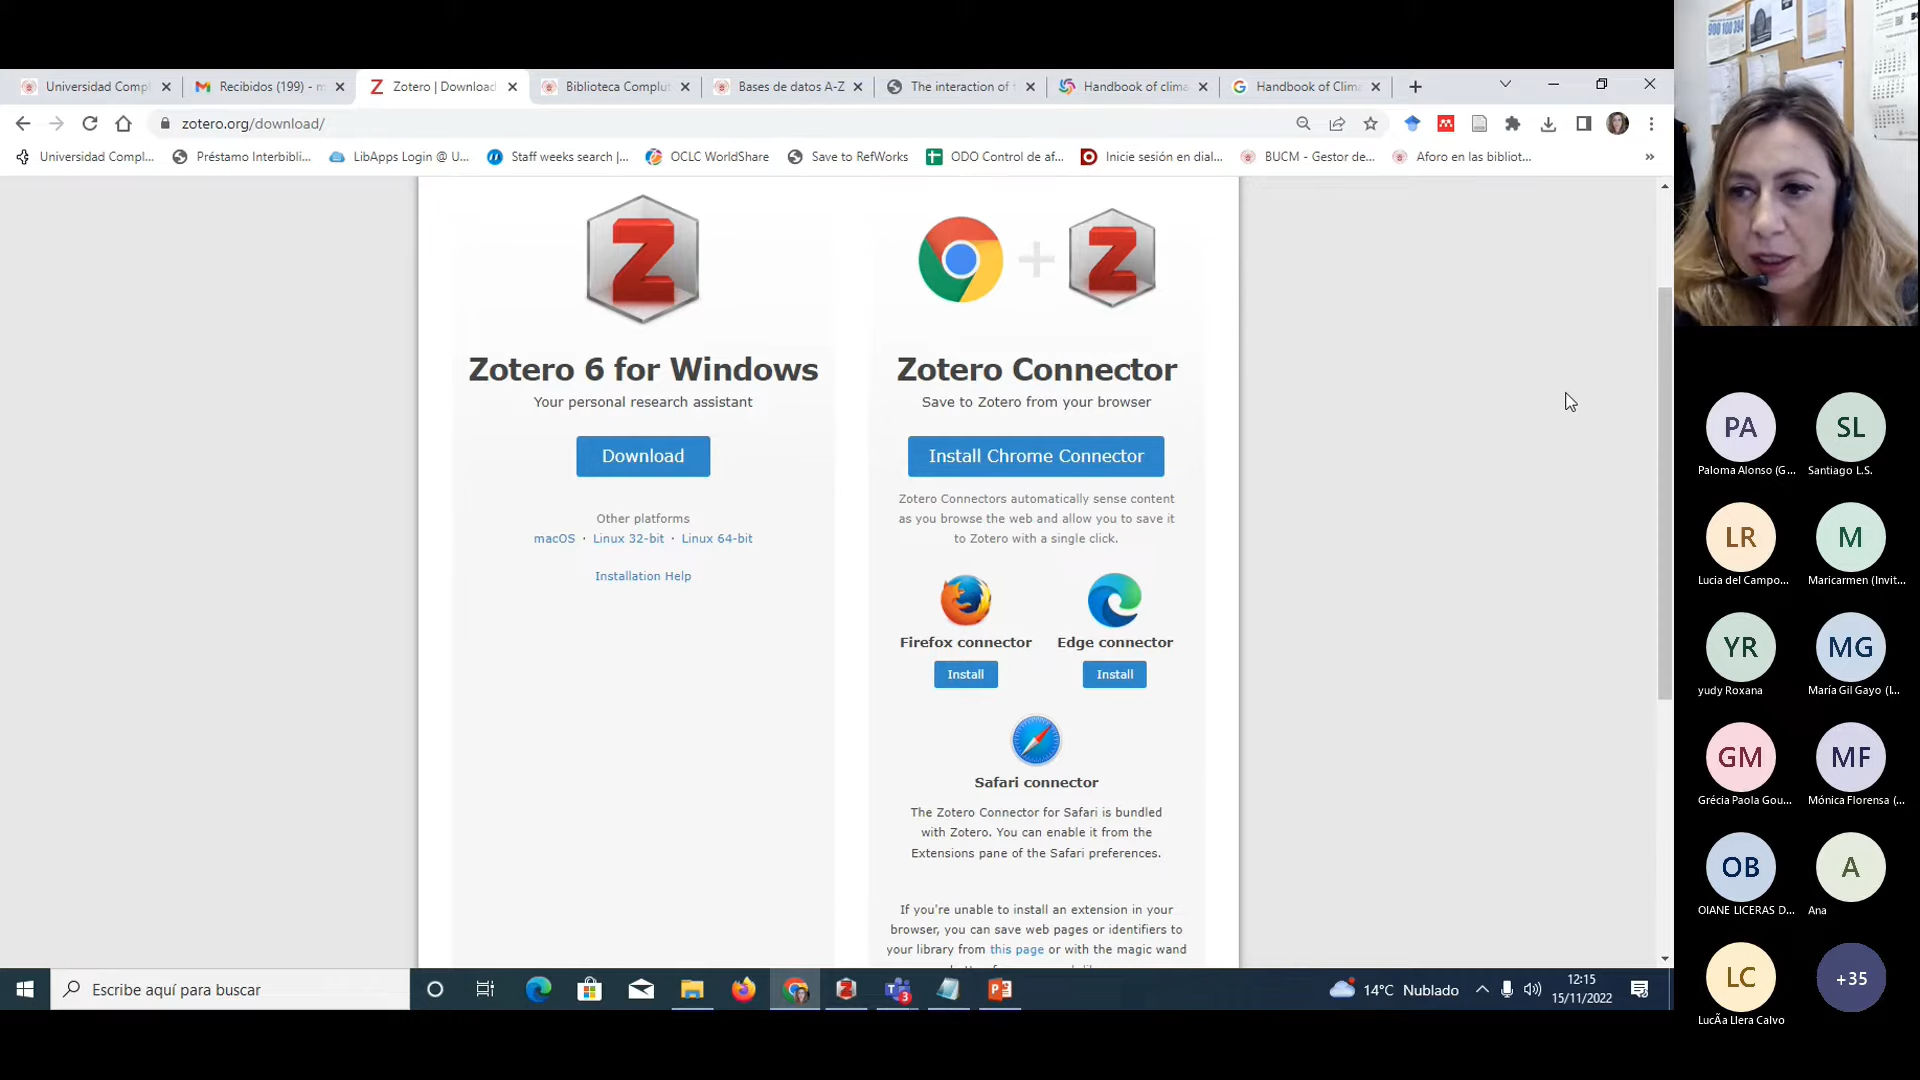 Universidad Compl
Recibidos (199) - m
Zotero | Download
Biblioteca Complut
Bases de datos A-Z
The interaction of
Handbook of clima
Handbook of Clima
zotero.org/download/
Universidad Compl...
Préstamo Interbibli...
LibApps Login @ U...
Staff weeks search |...
OCLC WorldShare
Save to RefWorks
ODO Control de af...
Inicie sesión en dial...
BUCM - Gestor de...
Aforo en las bibliot...
Zotero 6 for Windows
Your personal research assistant
Download
Other platforms
macOS · Linux 32-bit · Linux 64-bit
Installation Help
Zotero Connector
Save to Zotero from your browser
Install Chrome Connector
Zotero Connectors automatically sense content
as you browse the web and allow you to save it
to Zotero with a single click.
Firefox connector
Install
Edge connector
Install
Safari connector
The Zotero Connector for Safari is bundled
with Zotero. You can enable it from the
Extensions pane of the Safari preferences.
If you're unable to install an extension in your
browser, you can save web pages or identifiers to
your library from this page or with the magic wand
Escribe aquí para buscar
3
14°C Nublado
12:15
15/11/2022
900 100 394
PA
Paloma Alonso (G...
SL
Santiago L.S.
LR
Lucia del Campo...
M
Maricarmen (Invit...
YR
yudy Roxana
MG
María Gil Gayo (I...
GM
Grécia Paola Gou...
MF
Mónica Florensa (...
OB
OIANE LICERAS D...
A
Ana
LC
LucÃa Llera Calvo
+35